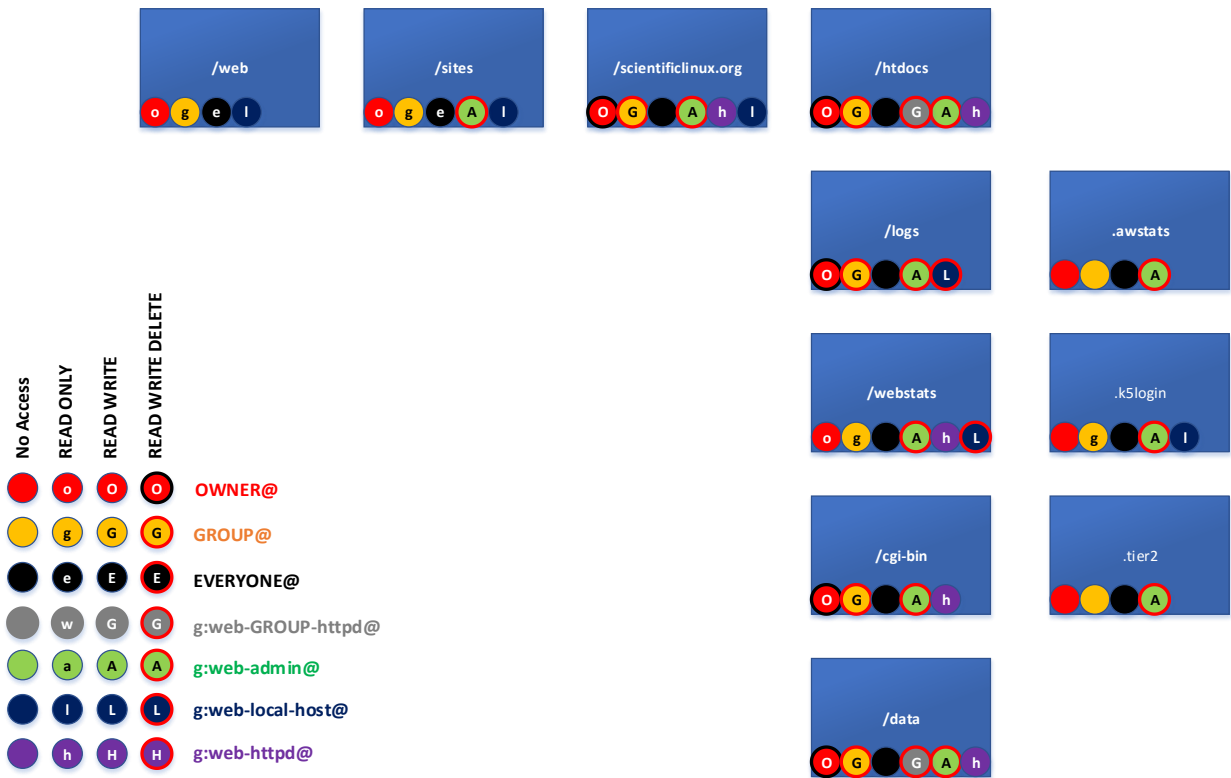 /web
o g e l
/sites
o g e A l
/scientificlinux.org
O G A h l
/htdocs
O G G A h
/logs
O G A L
.awstats
A
/webstats
o g A h L
.k5login
g A l
/cgi-bin
O G A h
.tier2
A
/data
O G G A h
No Access
READ ONLY
READ WRITE
READ WRITE DELETE
o O O OWNER@
g G G GROUP@
e E E EVERYONE@
w G G g:web-GROUP-httpd@
a A A g:web-admin@
l L L g:web-local-host@
h H H g:web-httpd@